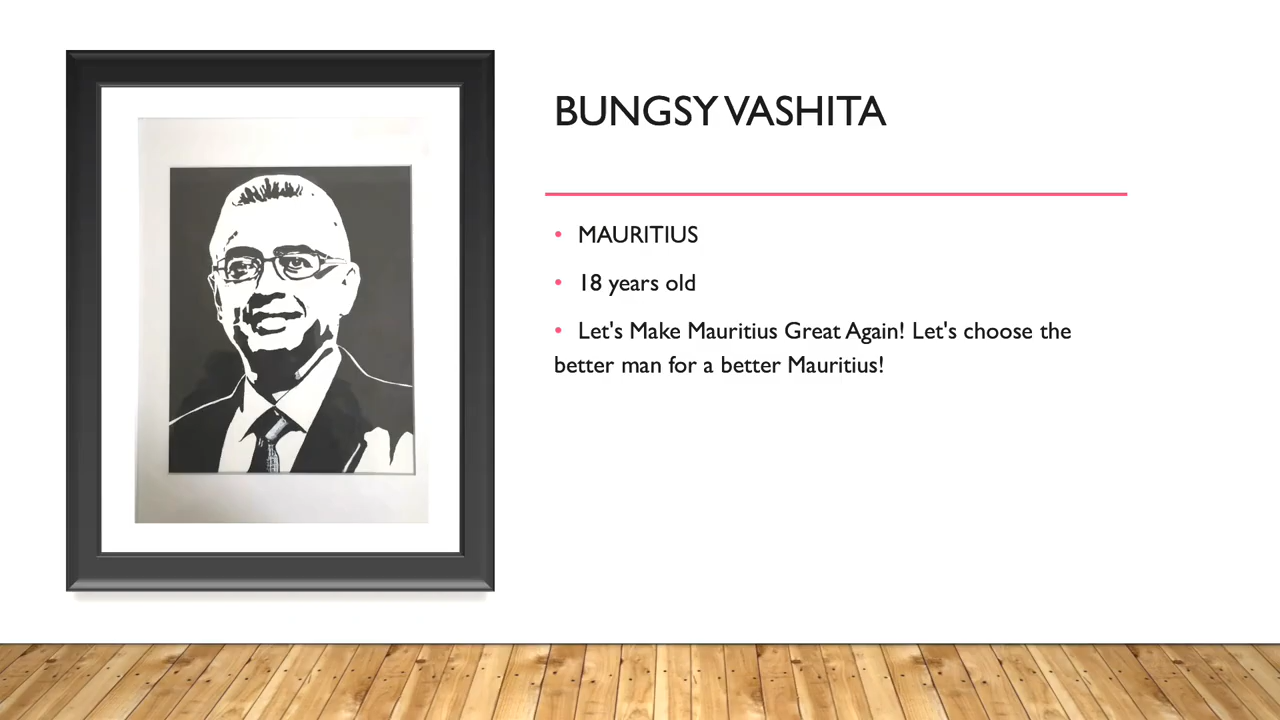 BUNGSY VASHITA
• MAURITIUS
• 18 years old
• Let's Make Mauritius Great Again! Let's choose the
better man for a better Mauritius!